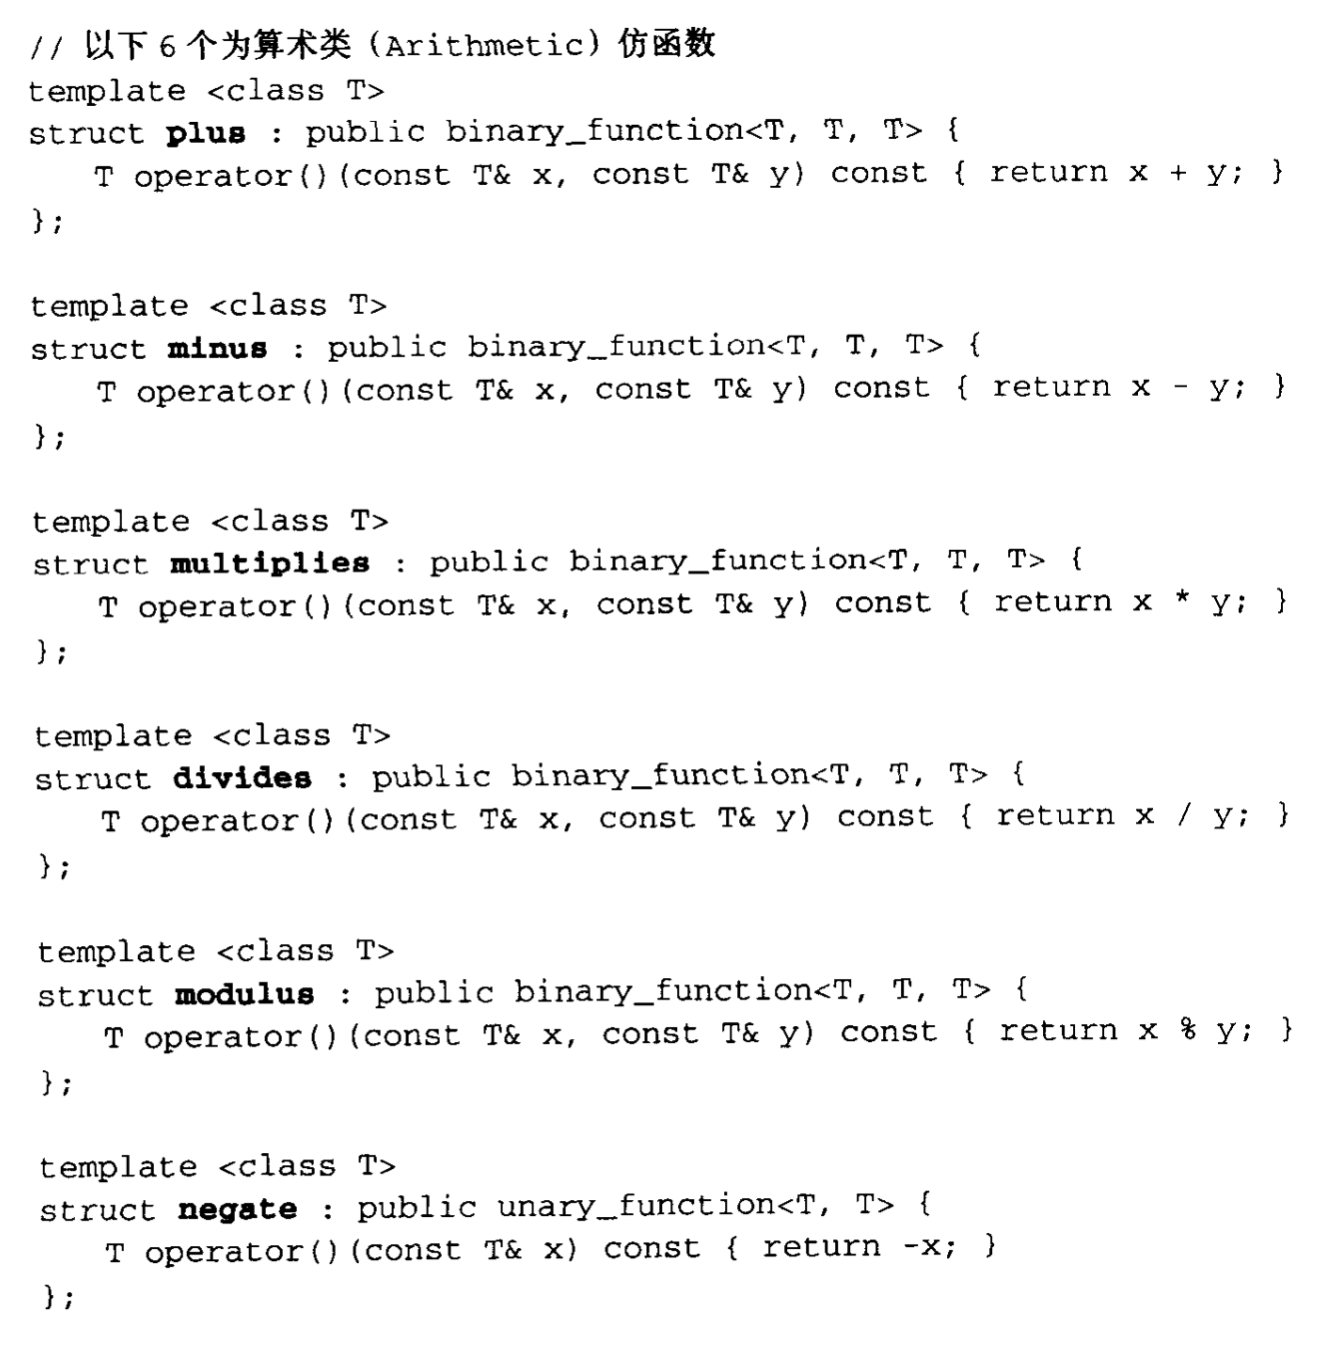 // 以下 6 个为算术类 (Arithmetic) 仿函数
template <class T>
struct plus : public binary_function<T, T, T> {
    T operator()(const T& x, const T& y) const { return x + y; }
};

template <class T>
struct minus : public binary_function<T, T, T> {
    T operator()(const T& x, const T& y) const { return x - y; }
};

template <class T>
struct multiplies : public binary_function<T, T, T> {
    T operator()(const T& x, const T& y) const { return x * y; }
};

template <class T>
struct divides : public binary_function<T, T, T> {
    T operator()(const T& x, const T& y) const { return x / y; }
};

template <class T>
struct modulus : public binary_function<T, T, T> {
    T operator()(const T& x, const T& y) const { return x % y; }
};

template <class T>
struct negate : public unary_function<T, T> {
    T operator()(const T& x) const { return -x; }
};